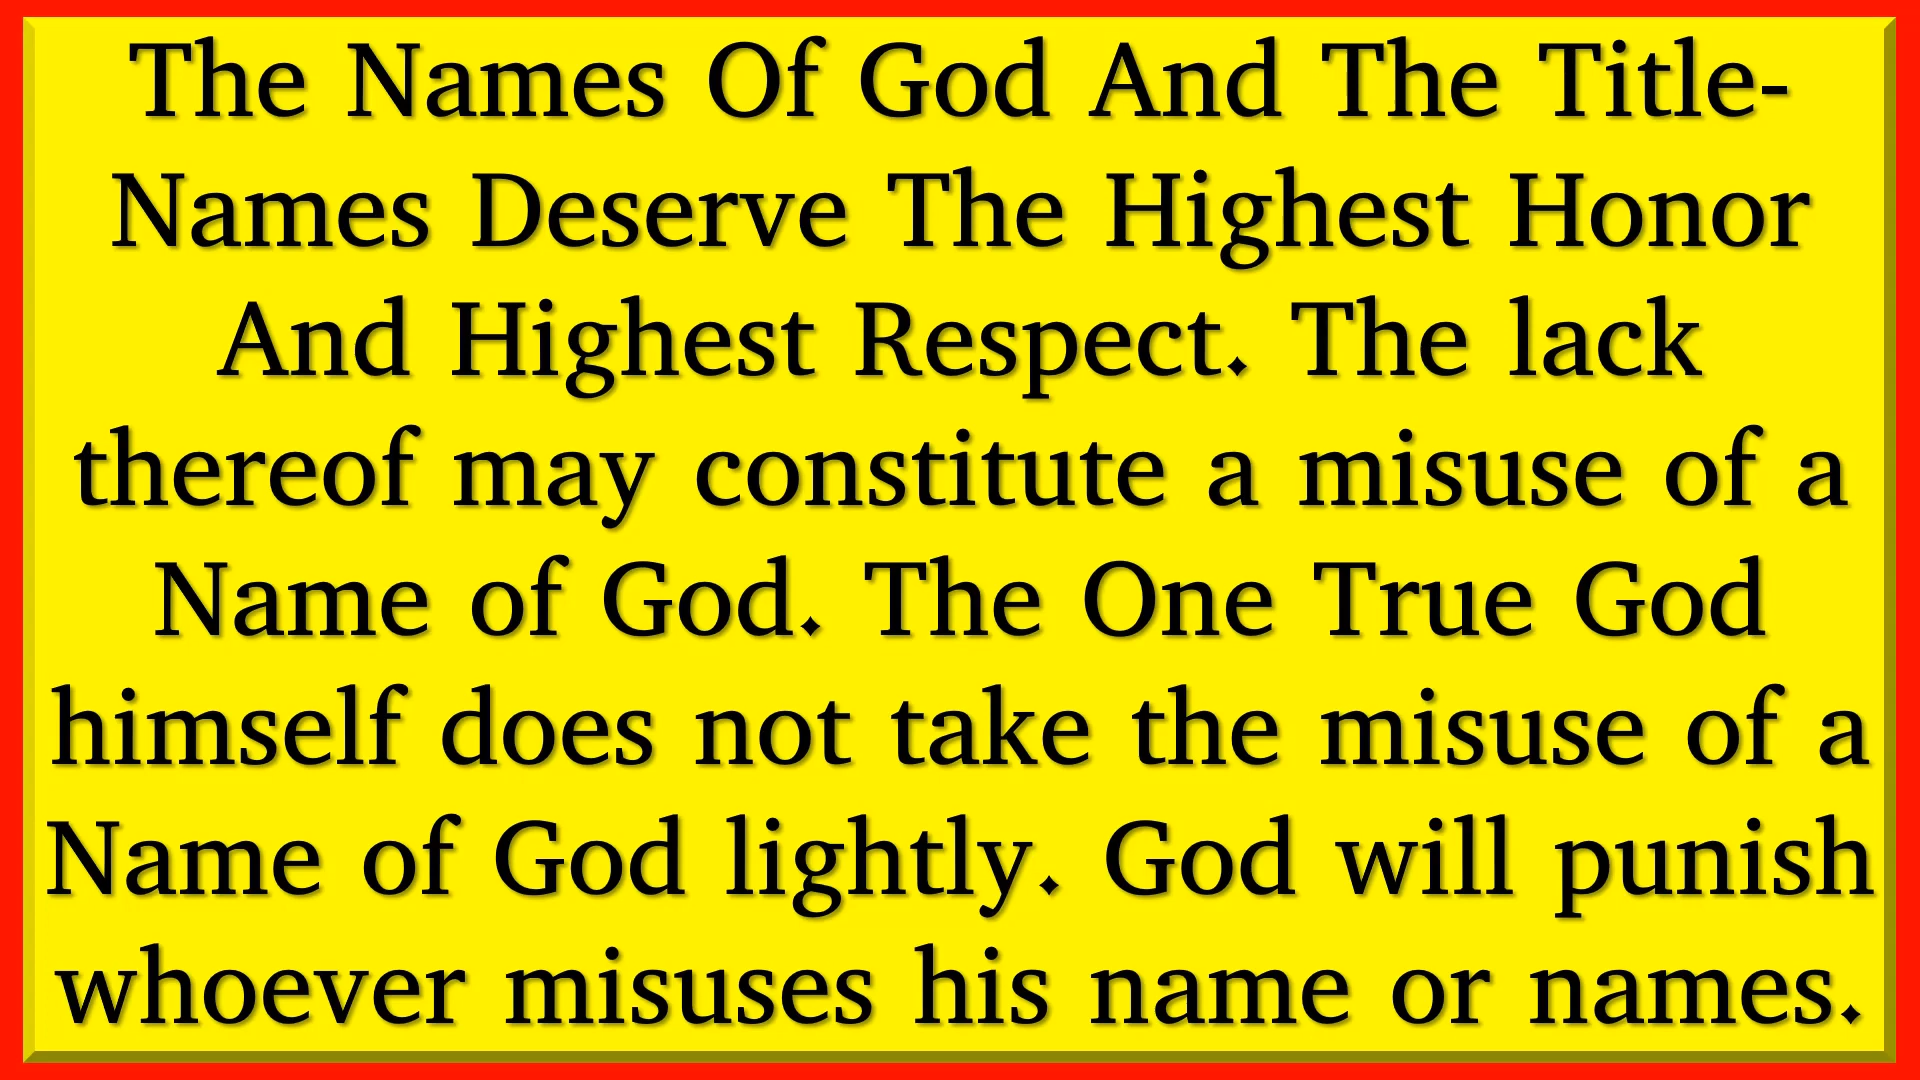 The Names Of God And The Title-
Names Deserve The Highest Honor
And Highest Respect. The lack
thereof may constitute a misuse of a
Name of God. The One True God
himself does not take the misuse of a
Name of God lightly. God will punish
whoever misuses his name or names.